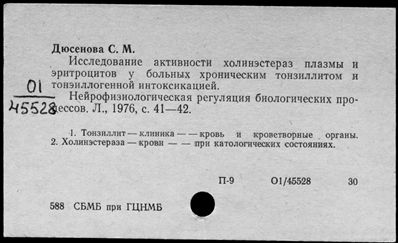 Дюсенова С. М.
Исследование активности холинэстераз плазмы и
эритроцитов у больных хроническим тонзиллитом и
тонзиллогенной интоксикацией.
Нейрофизиологическая регуляция биологических про-
цессов. Л., 1976, с. 41—42.
01/45528
1. Тонзиллит — клиника — — кровь и кроветворные органы.
2. Холинэстераза — крови — — при катологических состояниях.
П-9 О1/45528 30
588 СБМБ при ГЦНМБ